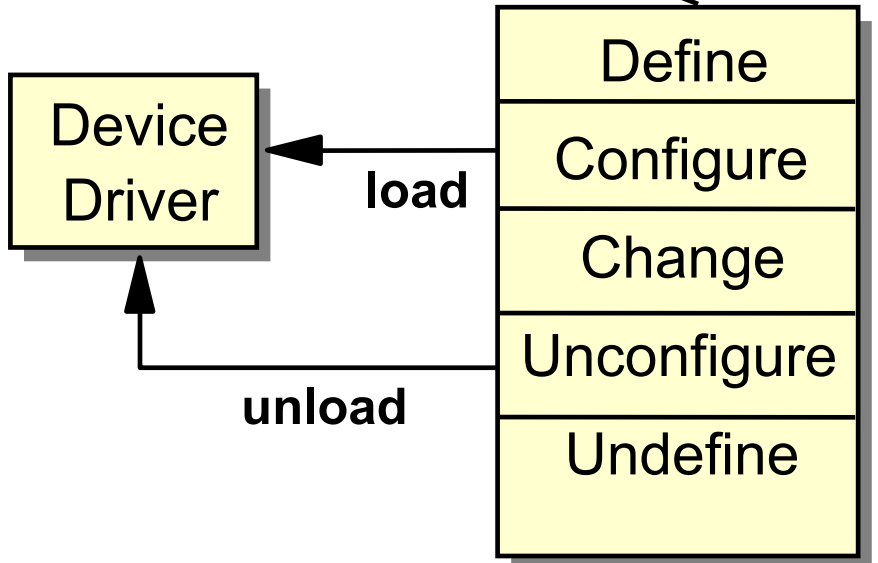 Device
Driver
load
unload
Define
Configure
Change
Unconfigure
Undefine